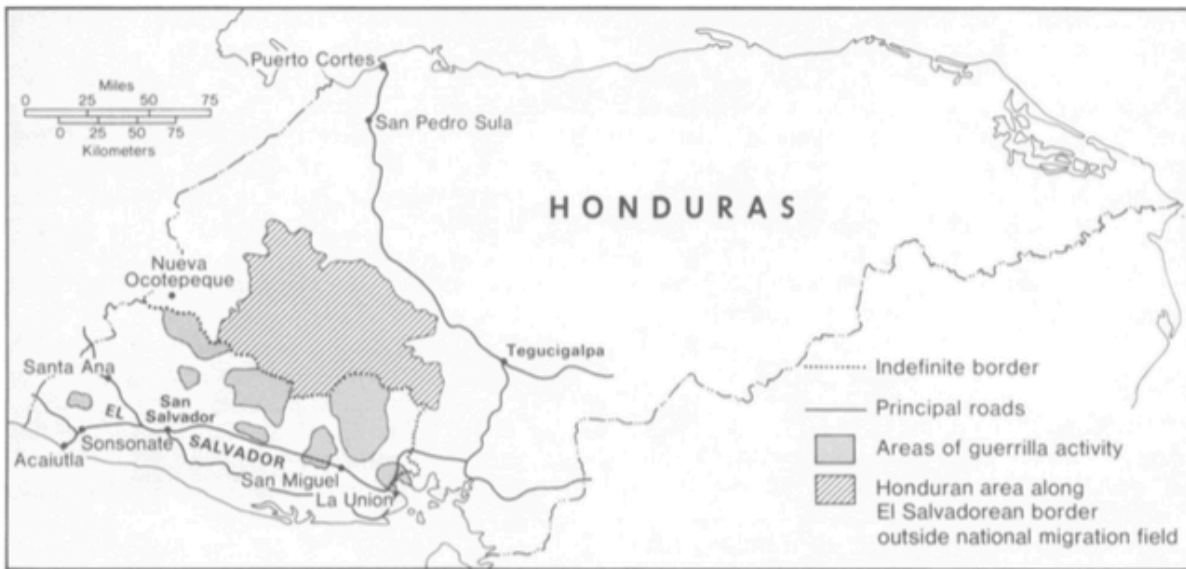 Puerto Cortes
Miles
0 25 50 75
0 25 50 75
Kilometers
San Pedro Sula
HONDURAS
Nueva
Ocotepeque
Tegucigalpa
Santa Ana
San
Salvador
EL
SALVADOR
Sonsonate
Acaiutla
San Miguel
La Union
Indefinite border
Principal roads
Areas of guerrilla activity
Honduran area along
El Salvadorean border
outside national migration field